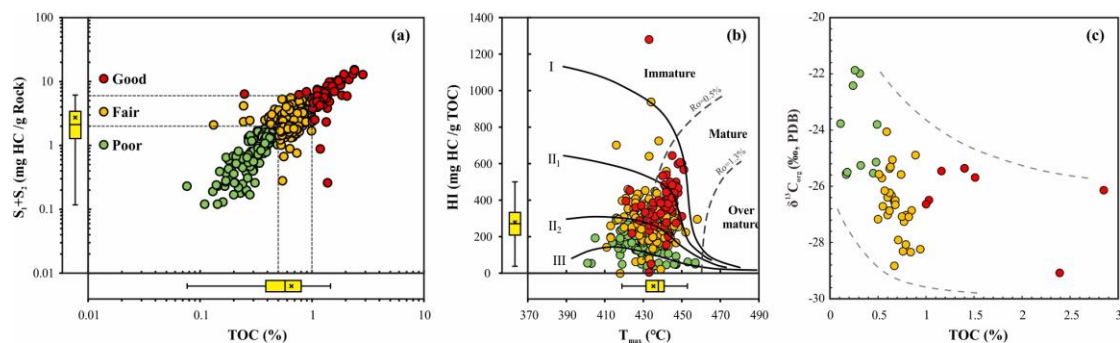 (a)
S₁+S₂ (mg HC /g Rock)
100
10
1
0.1
0.01
Good
Fair
Poor
0.01
0.1
1
10
TOC (%)
(b)
HI (mg HC /g TOC)
1400
1200
1000
800
600
400
200
0
I
II₁
II₂
III
Immature
Ro=0.5%
Mature
Ro=1.3%
Over
mature
370
390
410
430
450
470
490
Tmax (℃)
(c)
δ¹³Corg (‰, PDB)
-20
-22
-24
-26
-28
-30
0
0.5
1
1.5
2
2.5
3
TOC (%)